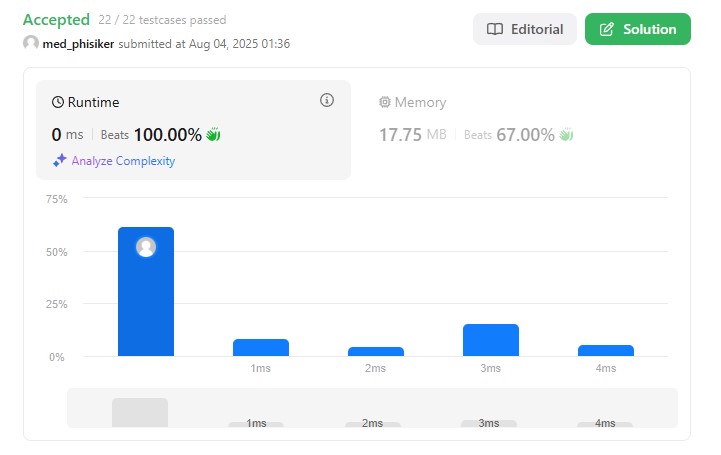 Accepted 22 / 22 testcases passed
med_phisiker submitted at Aug 04, 2025 01:36
Editorial
Solution
Runtime
0 ms Beats 100.00%
Analyze Complexity
Memory
17.75 MB Beats 67.00%
75%
50%
25%
0%
1ms 2ms 3ms 4ms
1ms 2ms 3ms 4ms